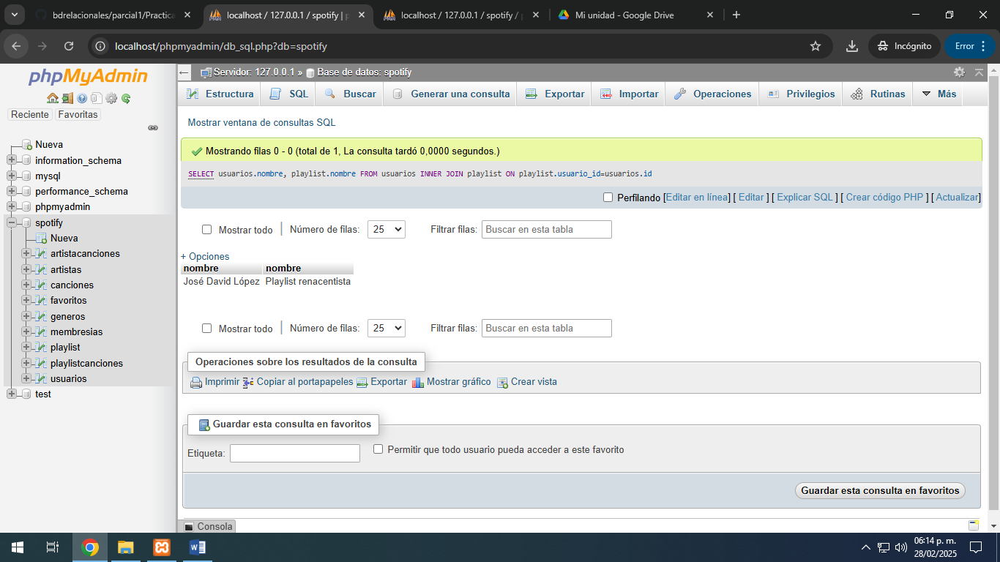 bdrelacionales/parcial1/Practica
localhost / 127.0.0.1 / spotify | p
localhost / 127.0.0.1 / spotify / p
Mi unidad - Google Drive
localhost/phpmyadmin/db_sql.php?db=spotify
Incógnito
Error
phpMyAdmin
Reciente
Favoritas
Nueva
information_schema
mysql
performance_schema
phpmyadmin
spotify
Nueva
artistacanciones
artistas
canciones
favoritos
generos
membresias
playlist
playlistcanciones
usuarios
test
Servidor: 127.0.0.1 » Base de datos: spotify
Estructura SQL Buscar Generar una consulta Exportar Importar Operaciones Privilegios Rutinas Más
Mostrar ventana de consultas SQL
Mostrando filas 0 - 0 (total de 1, La consulta tardó 0,0000 segundos.)
SELECT usuarios.nombre, playlist.nombre FROM usuarios INNER JOIN playlist ON playlist.usuario_id=usuarios.id
Perfilando [Editar en línea] [ Editar ] [ Explicar SQL ] [ Crear código PHP ] [ Actualizar]
Mostrar todo | Número de filas: 25 Filtrar filas: Buscar en esta tabla
+ Opciones
nombre nombre
José David López Playlist renacentista
Mostrar todo | Número de filas: 25 Filtrar filas: Buscar en esta tabla
Operaciones sobre los resultados de la consulta
Imprimir Copiar al portapapeles Exportar Mostrar gráfico Crear vista
Guardar esta consulta en favoritos
Etiqueta: Permitir que todo usuario pueda acceder a este favorito
Guardar esta consulta en favoritos
Consola
06:14 p. m.
28/02/2025